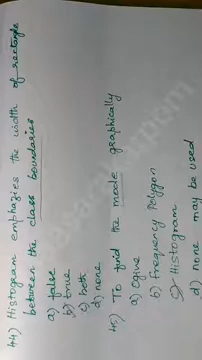 44) Histogram emphazies the width of rectangle
between the class boundaries
a) false
b) true
c) both
d) none
45) To find the mode graphically
a) Ogive
b) Frequency Polygon
c) Histogram
d) none may be used